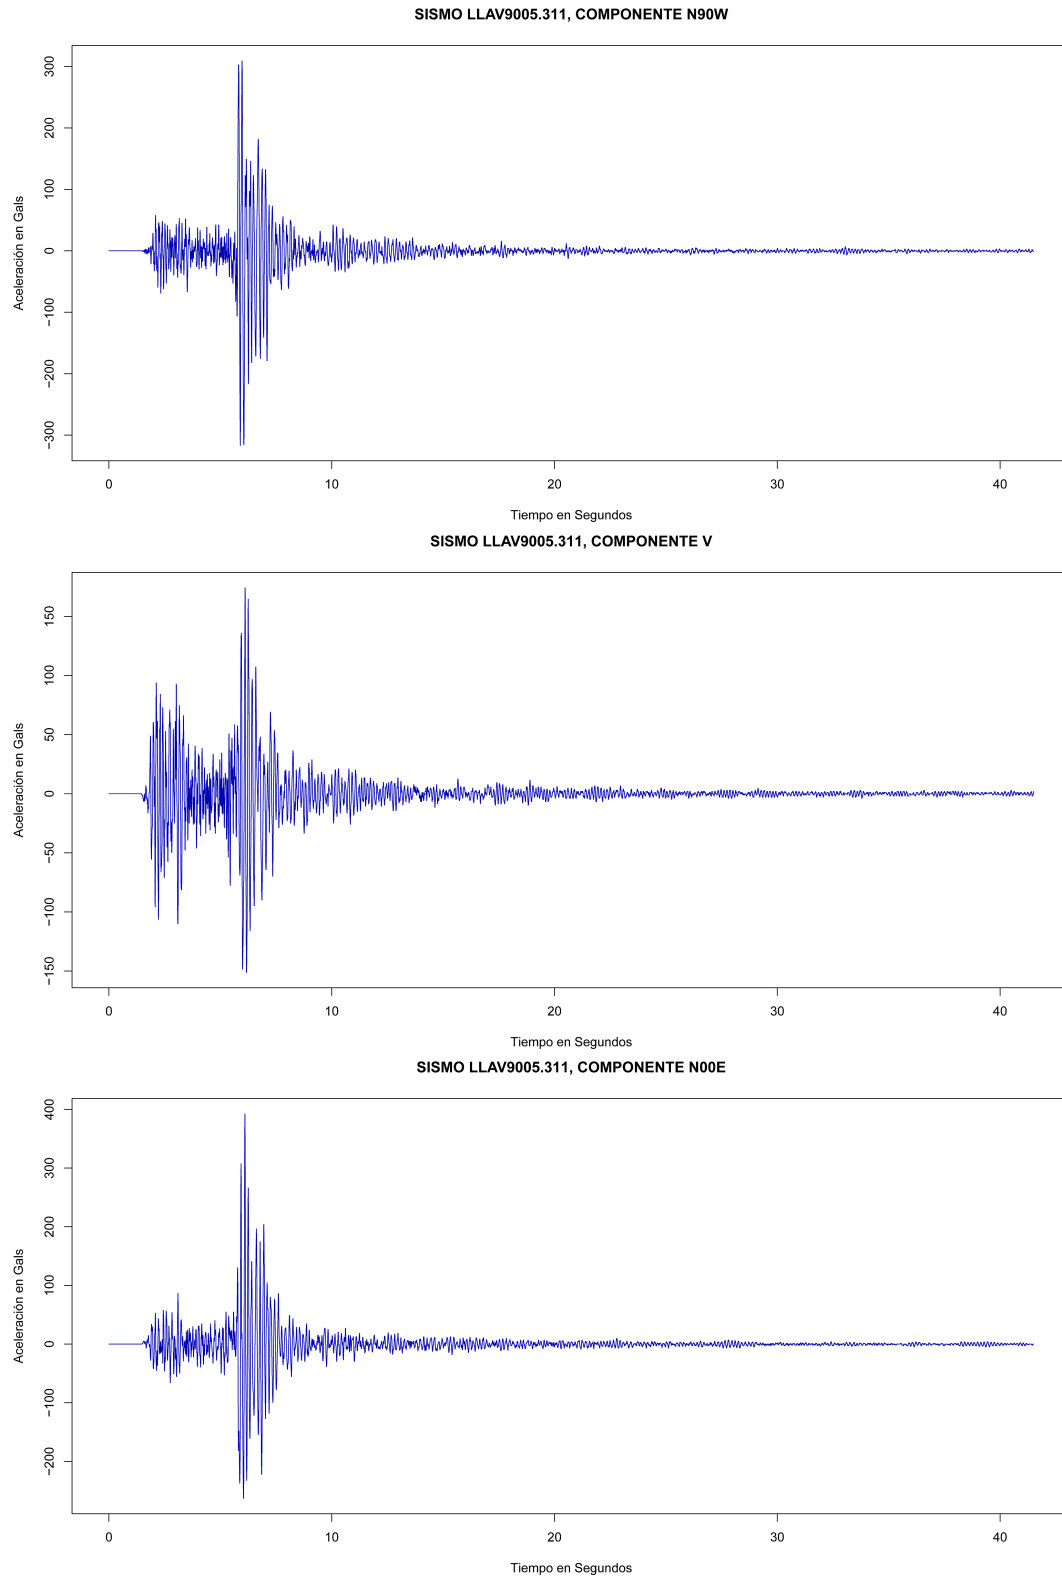 SISMO LLAV9005.311, COMPONENTE N90W
Aceleración en Gals
300
200
100
0
−100
−200
−300
0 10 20 30 40
Tiempo en Segundos
SISMO LLAV9005.311, COMPONENTE V
Aceleración en Gals
150
100
50
0
−50
−100
−150
0 10 20 30 40
Tiempo en Segundos
SISMO LLAV9005.311, COMPONENTE N00E
Aceleración en Gals
400
300
200
100
0
−100
−200
0 10 20 30 40
Tiempo en Segundos